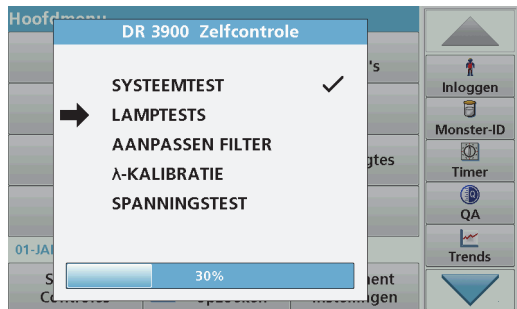 Hoofdmenu
DR 3900 Zelfcontrole
SYSTEEMTEST
LAMPTESTS
AANPASSEN FILTER
λ-KALIBRATIE
SPANNINGSTEST
30%
's
gtes
01-JA
Inloggen
Monster-ID
Timer
QA
Trends